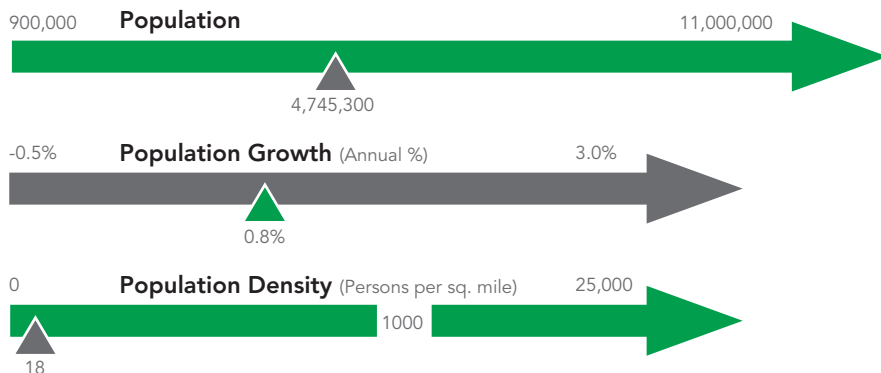 900,000 Population 11,000,000
4,745,300
-0.5% Population Growth (Annual %) 3.0%
0.8%
0 Population Density (Persons per sq. mile) 25,000
1000
18